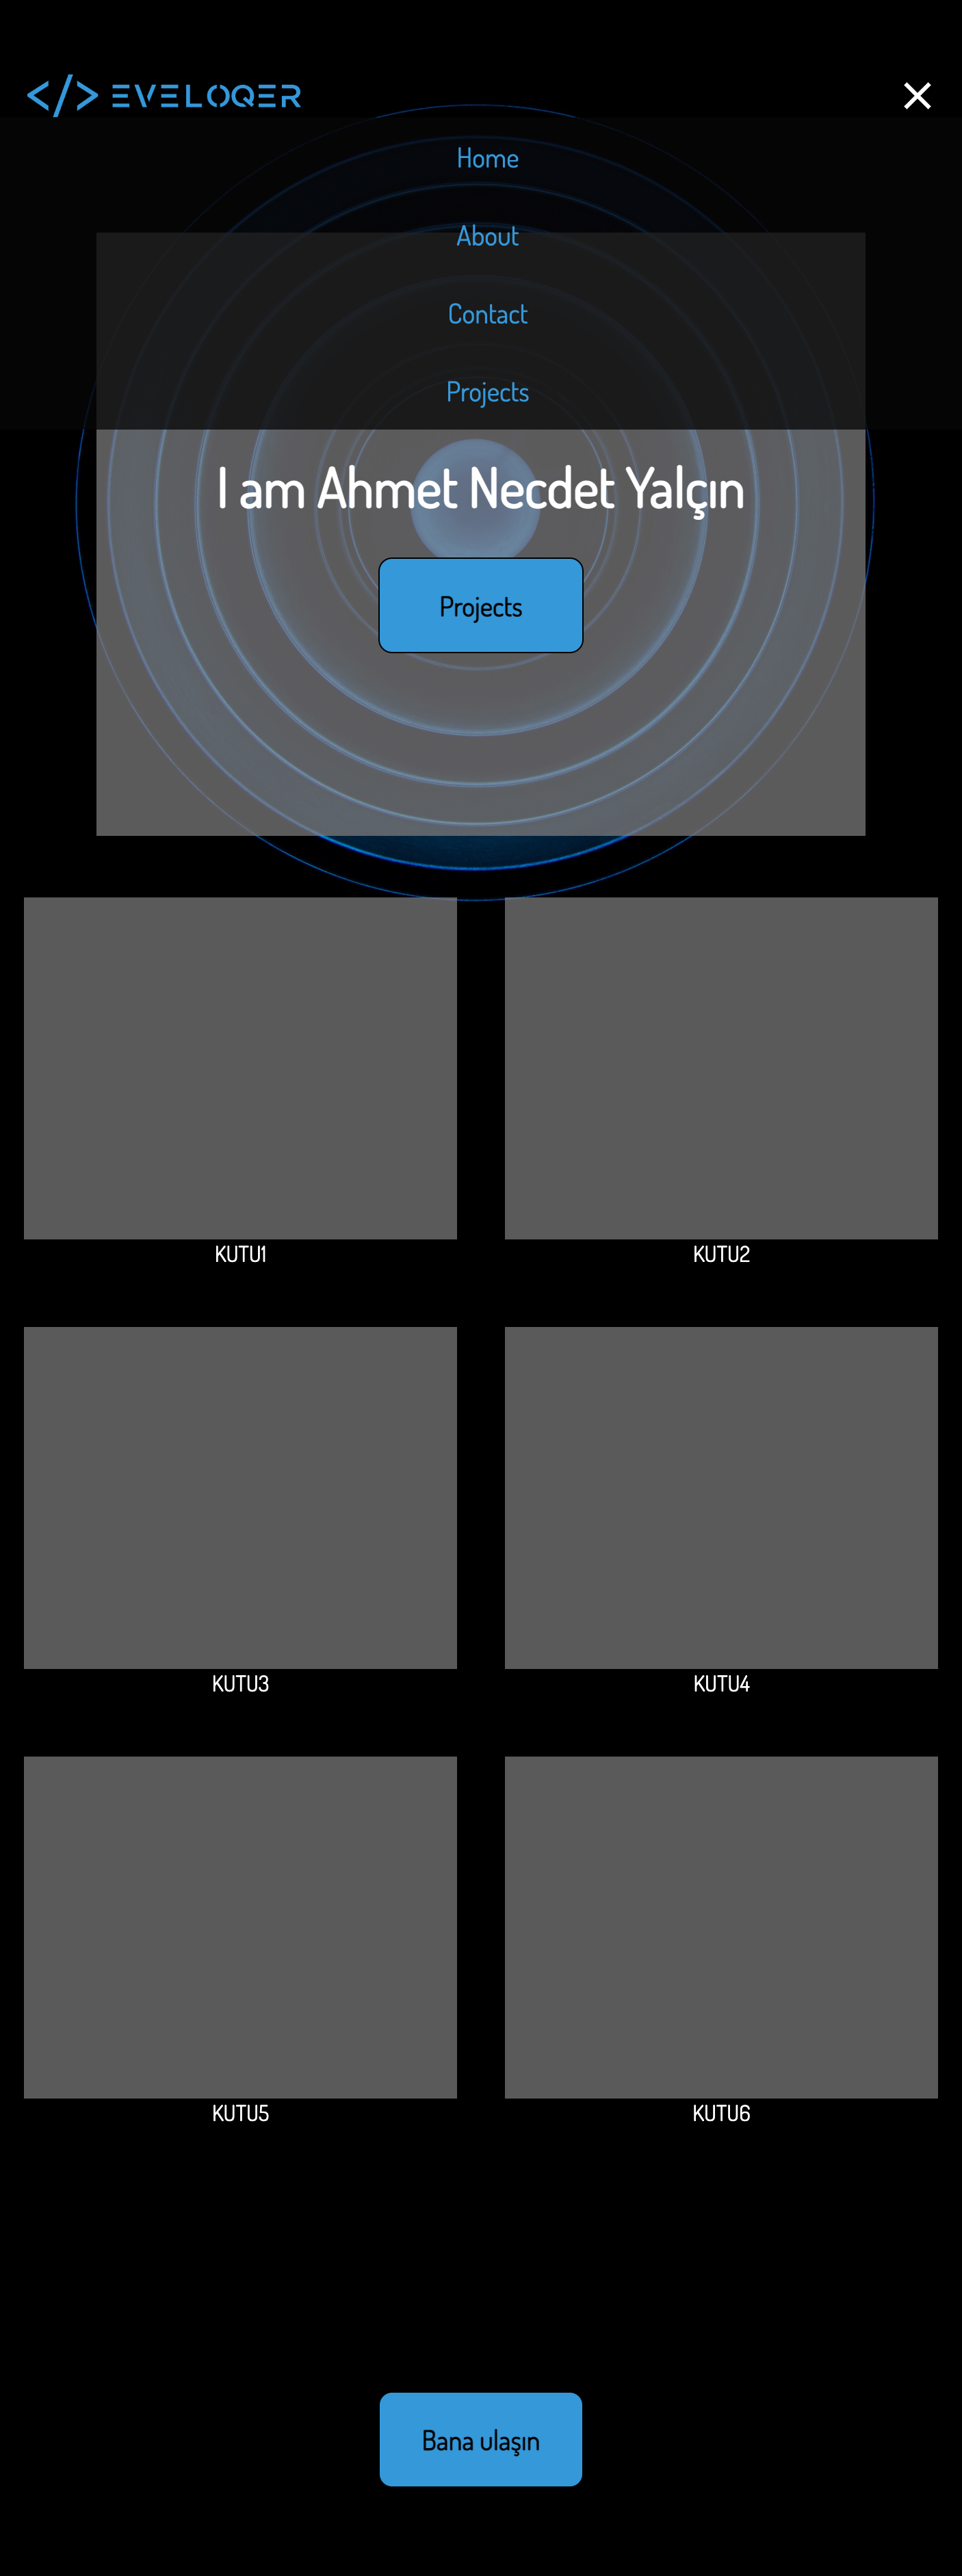 </> EVELOQER
Home
About
Contact
Projects
I am Ahmet Necdet Yalçın
Projects
KUTU1
KUTU2
KUTU3
KUTU4
KUTU5
KUTU6
Bana ulaşın